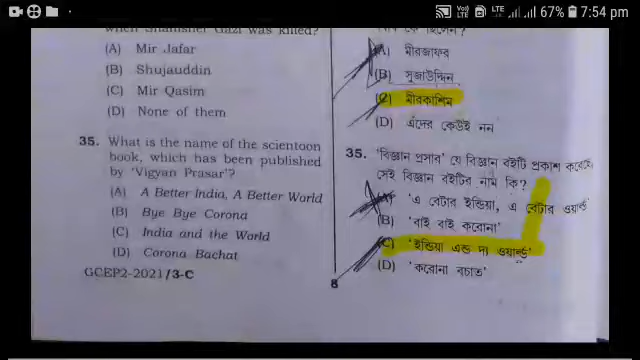 67% 7:54 pm
when Shamsher Gazi was killed?
(A) Mir Jafar
(B) Shujauddin
(C) Mir Qasim
(D) None of them
35. What is the name of the scientoon
book, which has been published
by 'Vigyan Prasar'?
(A) A Better India, A Better World
(B) Bye Bye Corona
(C) India and the World
(D) Corona Bachat
GCEP2-2021/3-C
8
(A) মীরজাফর
(B) সুজাউদ্দিন
(C) মীরকাশিম
(D) এঁদের কেউই নন
35. 'বিজ্ঞান প্রসার' যে বিজ্ঞান বইটি প্রকাশ করেছে
সেই বিজ্ঞান বইটির নাম কি?
(A) 'এ বেটার ইন্ডিয়া, এ বেটার ওয়ার্ল্ড'
(B) 'বাই বাই করোনা'
(C) 'ইন্ডিয়া এন্ড দ্য ওয়ার্ল্ড'
(D) 'করোনা বচাত'